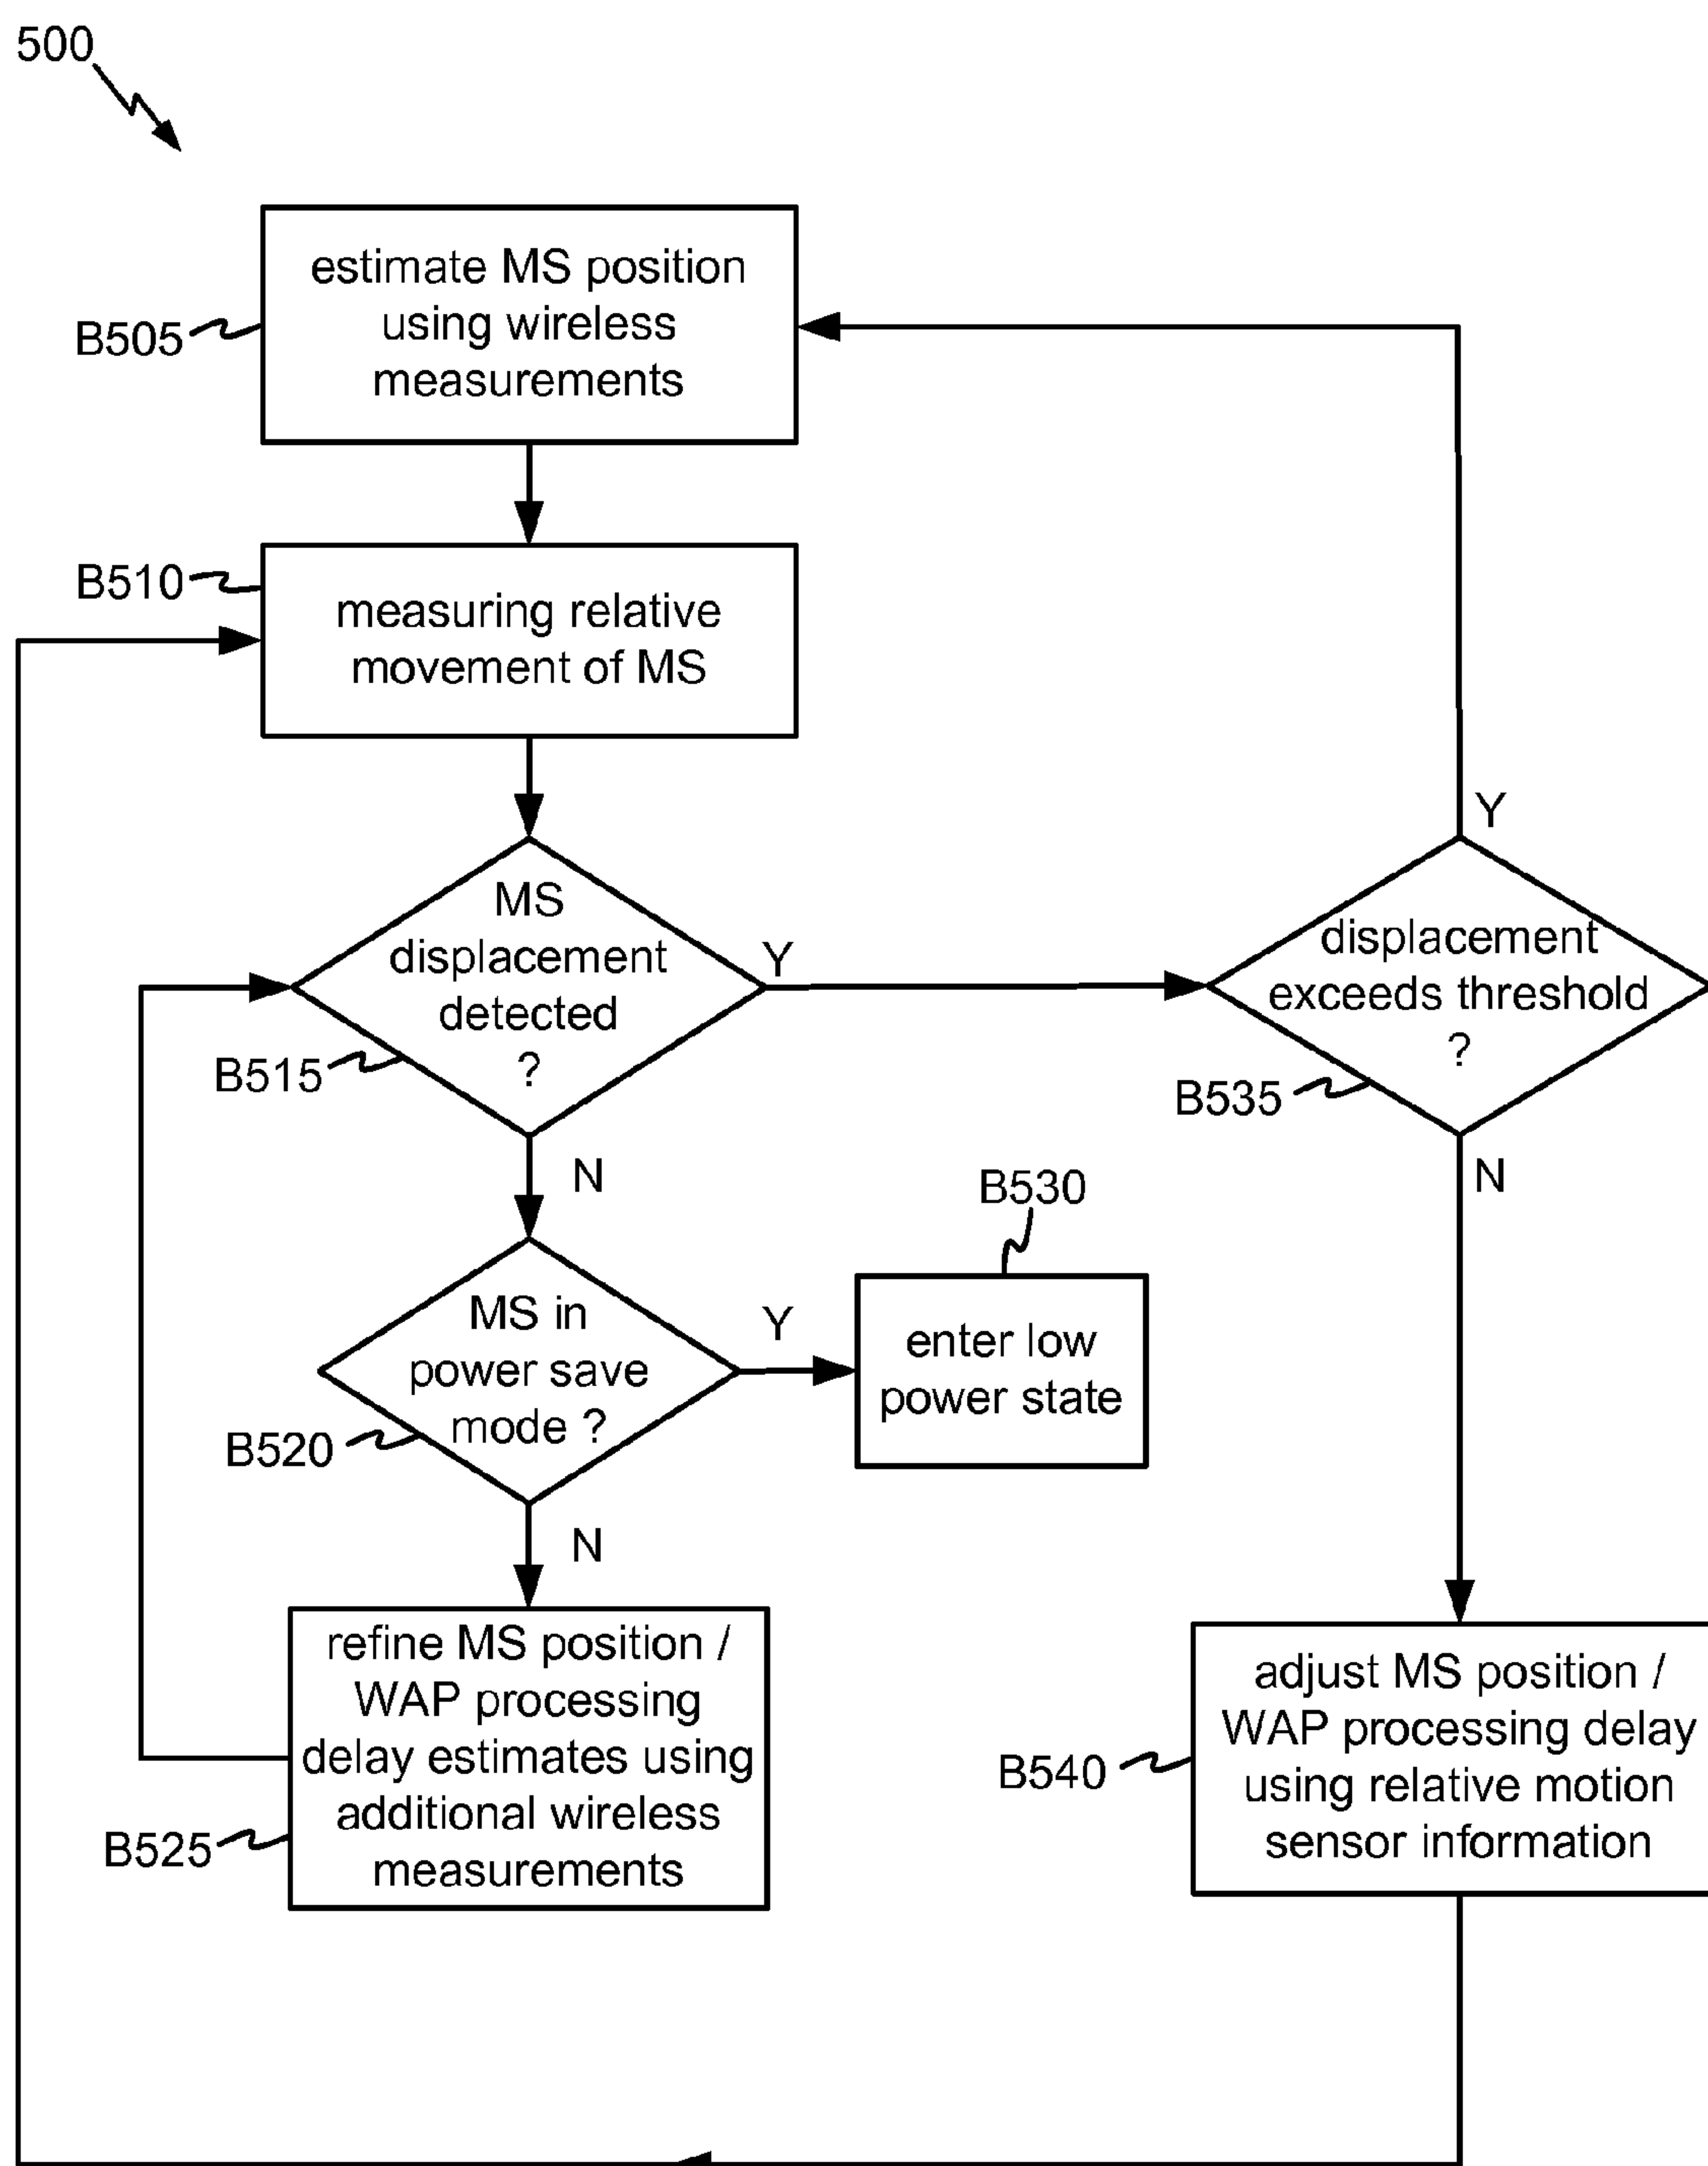 500
estimate MS position
using wireless
measurements
B505
B510
measuring relative
movement of MS
MS
displacement
detected
?
B515
Y
N
displacement
exceeds threshold
?
B535
Y
N
MS in
power save
mode ?
B520
Y
N
B530
enter low
power state
refine MS position /
WAP processing
delay estimates using
additional wireless
measurements
B525
adjust MS position /
WAP processing delay
using relative motion
sensor information
B540